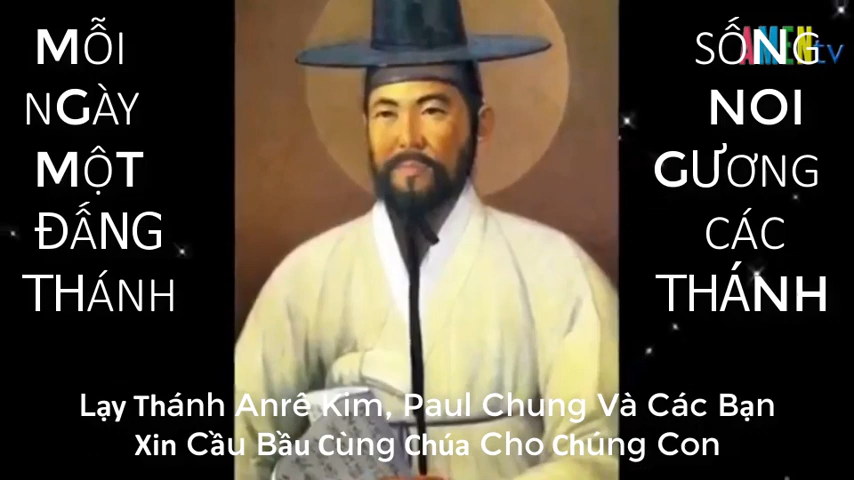 MỖI
NGÀY
MỘT
ĐẤNG
THÁNH
SỐNG
NOI
GƯƠNG
CÁC
THÁNH
AMENtv
Lạy Thánh Anrê Kim, Paul Chung Và Các Bạn
Xin Cầu Bầu Cùng Chúa Cho Chúng Con